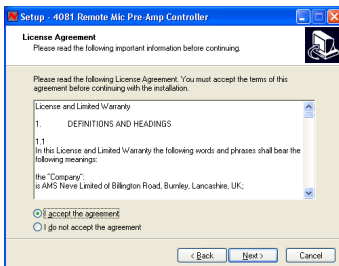 Setup - 4081 Remote Mic Pre-Amp Controller
License Agreement
Please read the following important information before continuing.
Please read the following License Agreement. You must accept the terms of this
agreement before continuing with the installation.
License and Limited Warranty
1. DEFINITIONS AND HEADINGS
1.1
In this License and Limited Warranty the following words and phrases shall bear the
following meanings:
the "Company":
is AMS Neve Limited of Billington Road, Burnley, Lancashire, UK;
I accept the agreement
I do not accept the agreement
< Back Next > Cancel